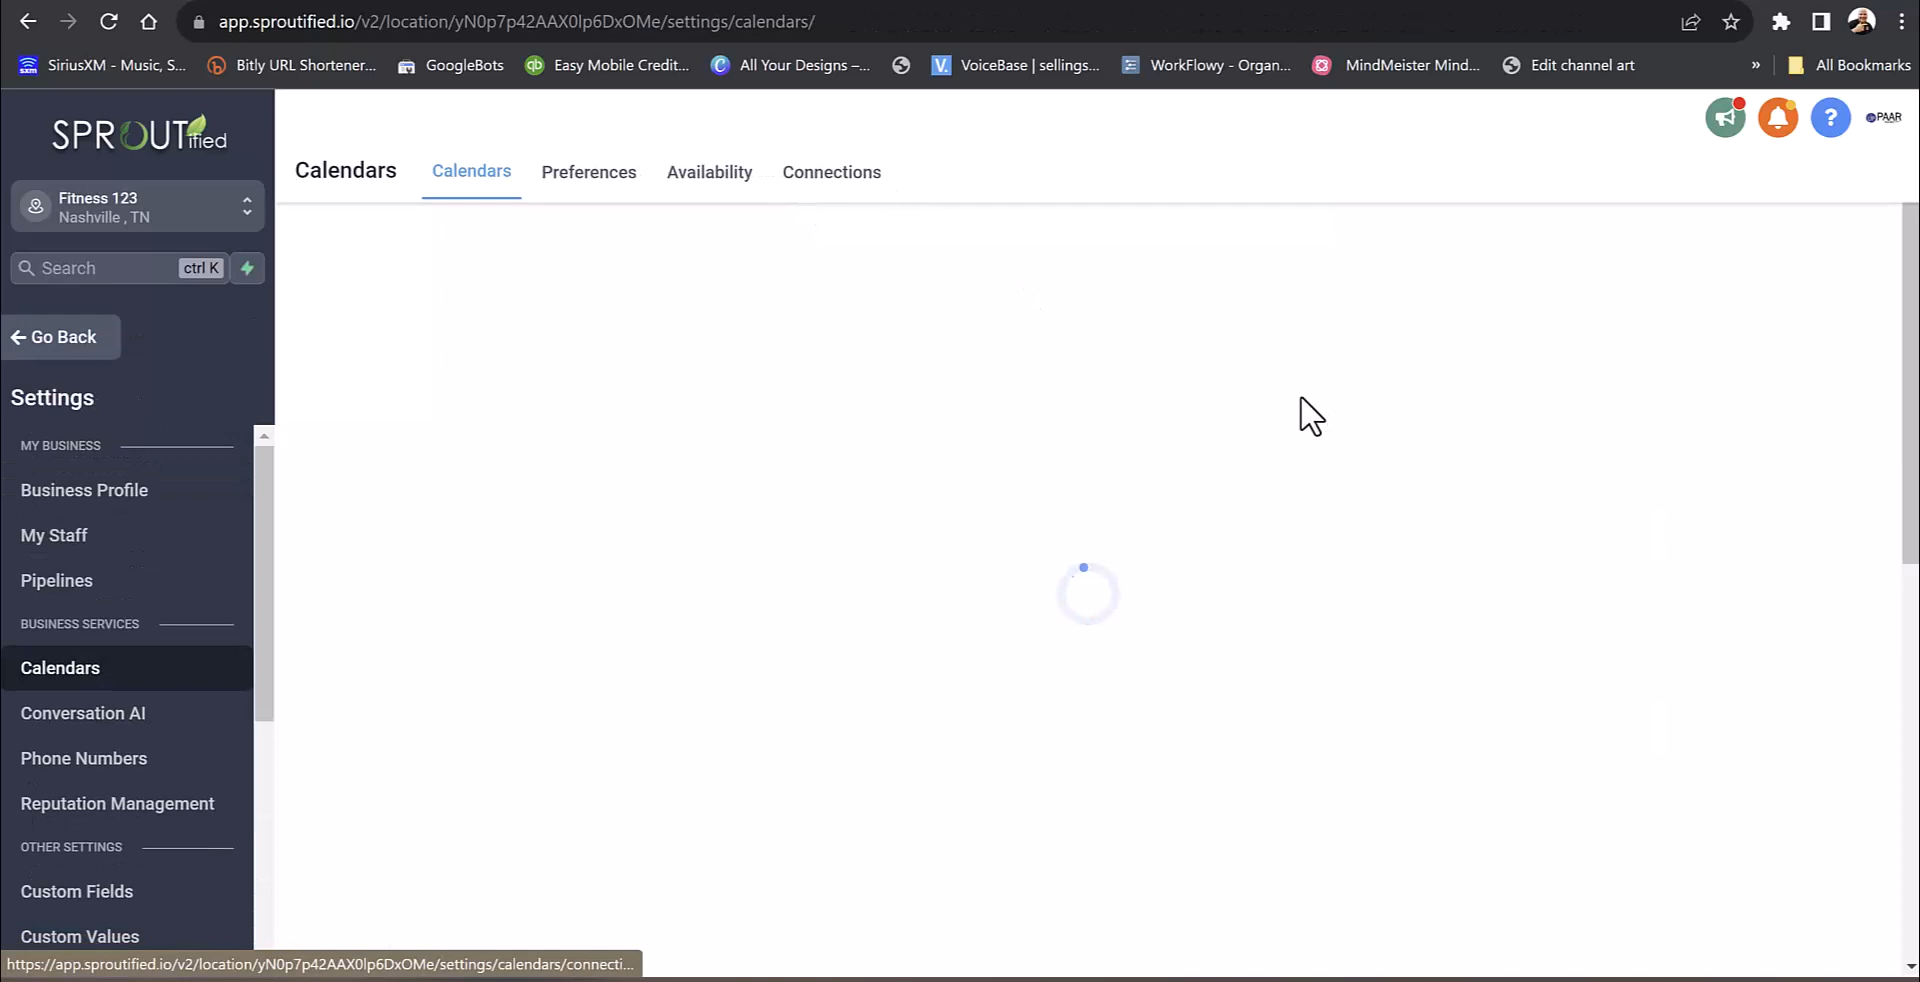 app.sproutified.io/v2/location/yN0p7p42AAX0lp6DxOMe/settings/calendars/
SiriusXM - Music, S...
Bitly URL Shortener...
GoogleBots
Easy Mobile Credit...
All Your Designs –...
VoiceBase | sellings...
WorkFlowy - Organ...
MindMeister Mind...
Edit channel art
»
All Bookmarks
SPROUTified
PAAR
Calendars
Calendars
Preferences
Availability
Connections
Fitness 123
Nashville , TN
Search
ctrl K
Go Back
Settings
MY BUSINESS
Business Profile
My Staff
Pipelines
BUSINESS SERVICES
Calendars
Conversation AI
Phone Numbers
Reputation Management
OTHER SETTINGS
Custom Fields
Custom Values
https://app.sproutified.io/v2/location/yN0p7p42AAX0lp6DxOMe/settings/calendars/connecti...